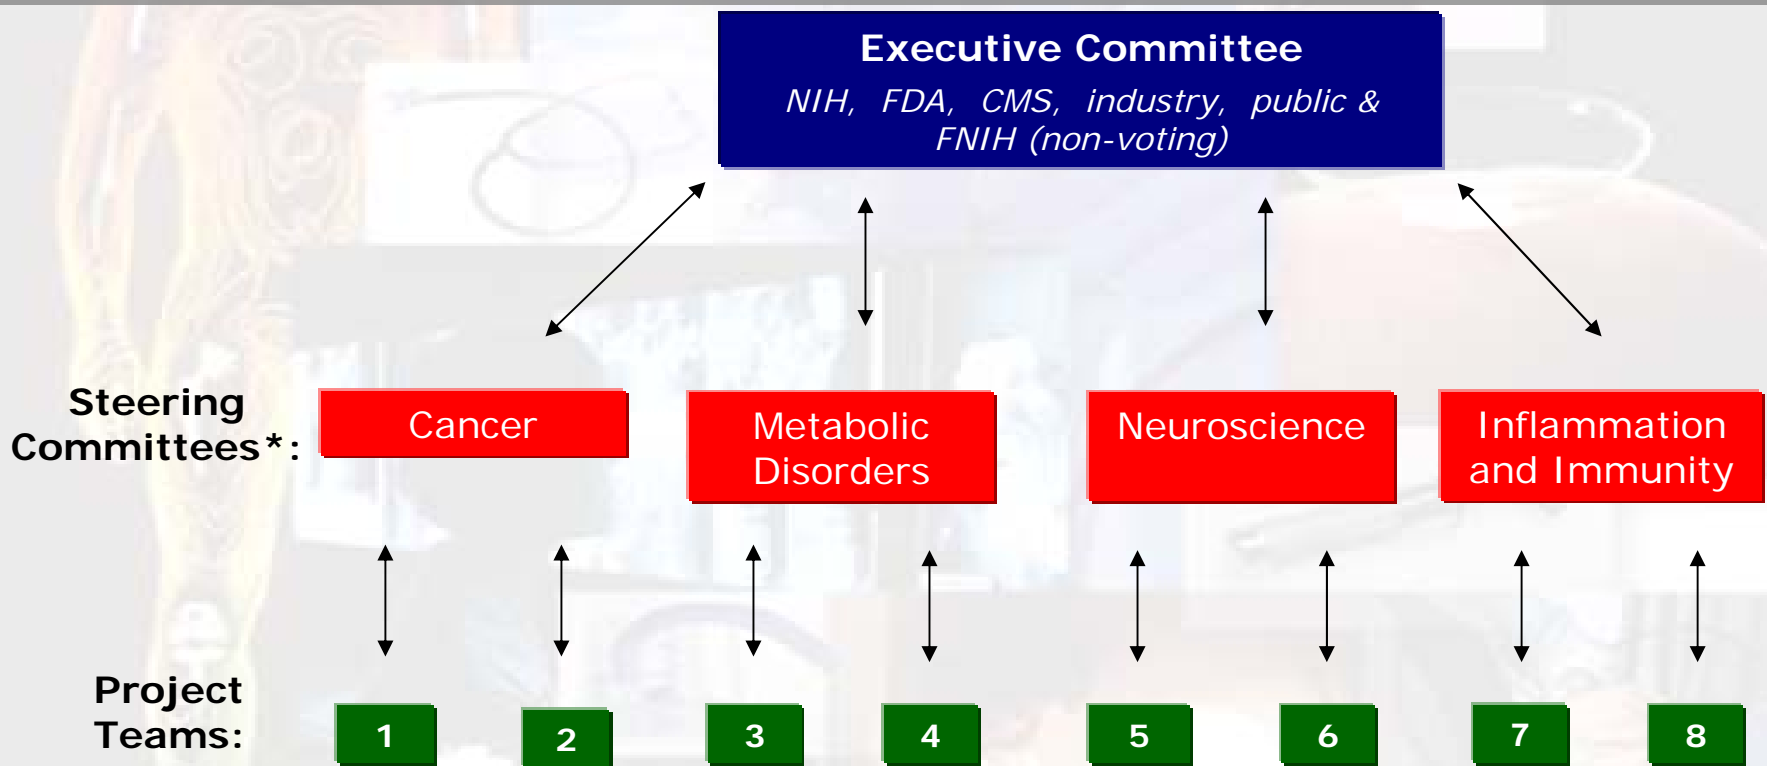 Executive Committee
NIH, FDA, CMS, industry, public &
FNIH (non-voting)
Steering
Committees*:
Cancer
Metabolic
Disorders
Neuroscience
Inflammation
and Immunity
Project
Teams:
1
2
3
4
5
6
7
8